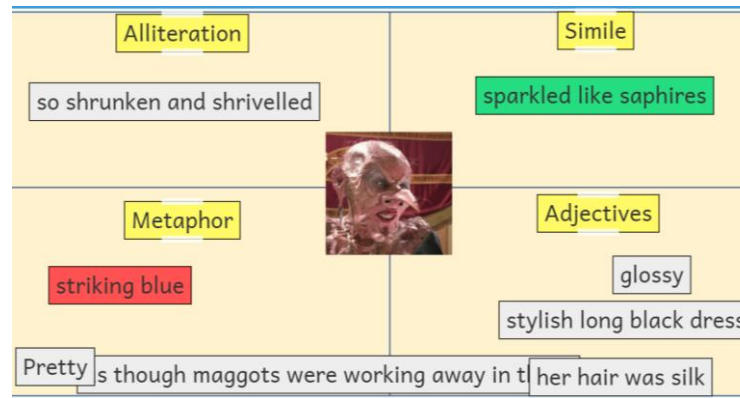 Alliteration
Simile
so shrunken and shrivelled
sparkled like saphires
Metaphor
Adjectives
striking blue
glossy
stylish long black dress
Pretty
s though maggots were working away in t
her hair was silk